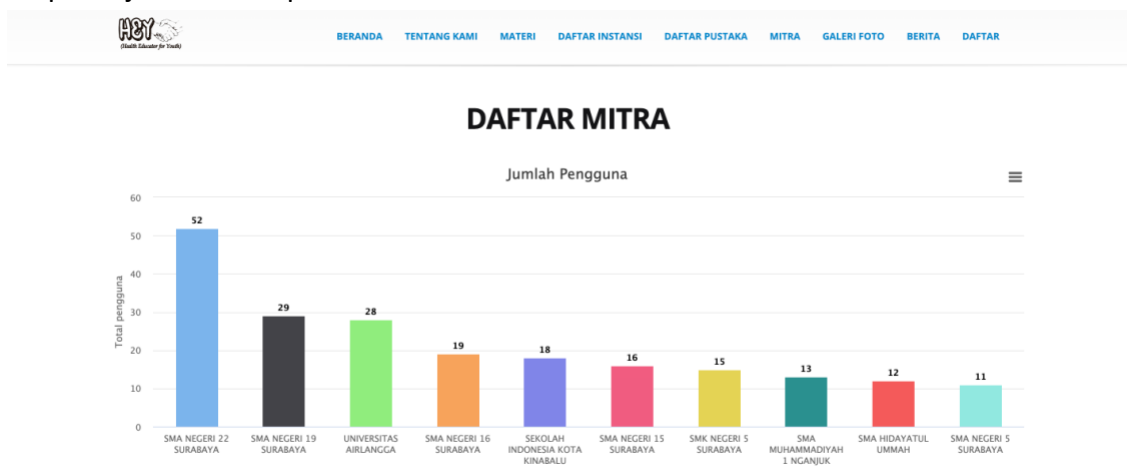 HEY
(Health Educator for Youth)
BERANDA TENTANG KAMI MATERI DAFTAR INSTANSI DAFTAR PUSTAKA MITRA GALERI FOTO BERITA DAFTAR
DAFTAR MITRA
Jumlah Pengguna
Total pengguna
60
50
40
30
20
10
0
52
29
28
19
18
16
15
13
12
11
SMA NEGERI 22
SURABAYA
SMA NEGERI 19
SURABAYA
UNIVERSITAS
AIRLANGGA
SMA NEGERI 16
SURABAYA
SEKOLAH
INDONESIA KOTA
KINABALU
SMA NEGERI 15
SURABAYA
SMK NEGERI 5
SURABAYA
SMA
MUHAMMADIYAH
1 NGANJUK
SMA HIDAYATUL
UMMAH
SMA NEGERI 5
SURABAYA